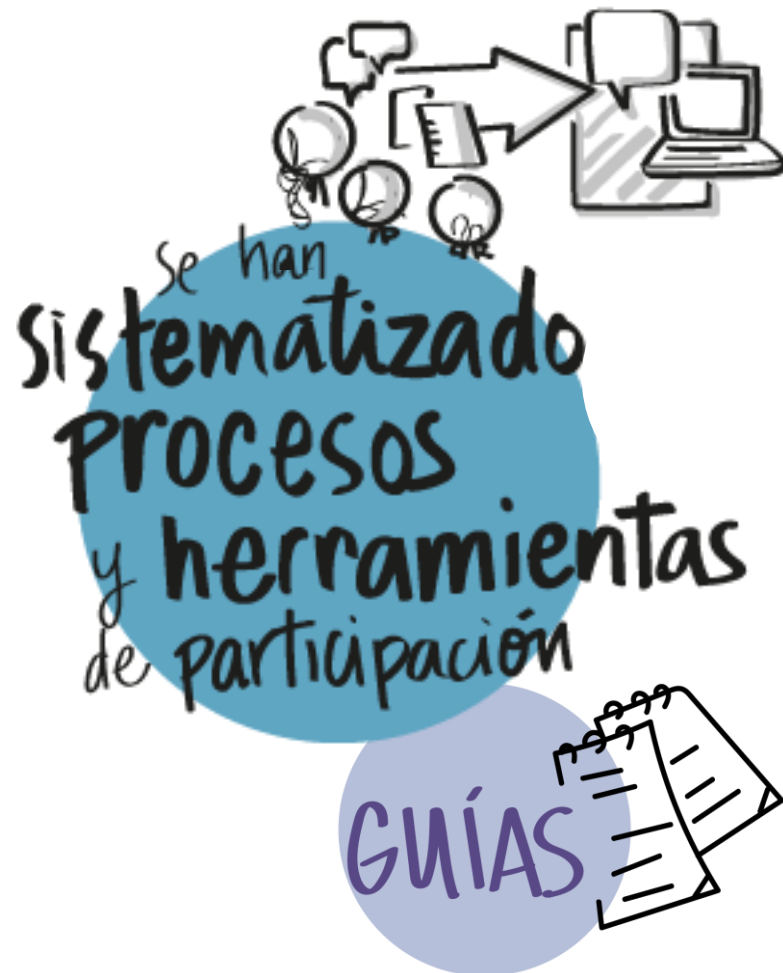 se han
sistematizado
procesos
y herramientas
de participación
GUÍAS